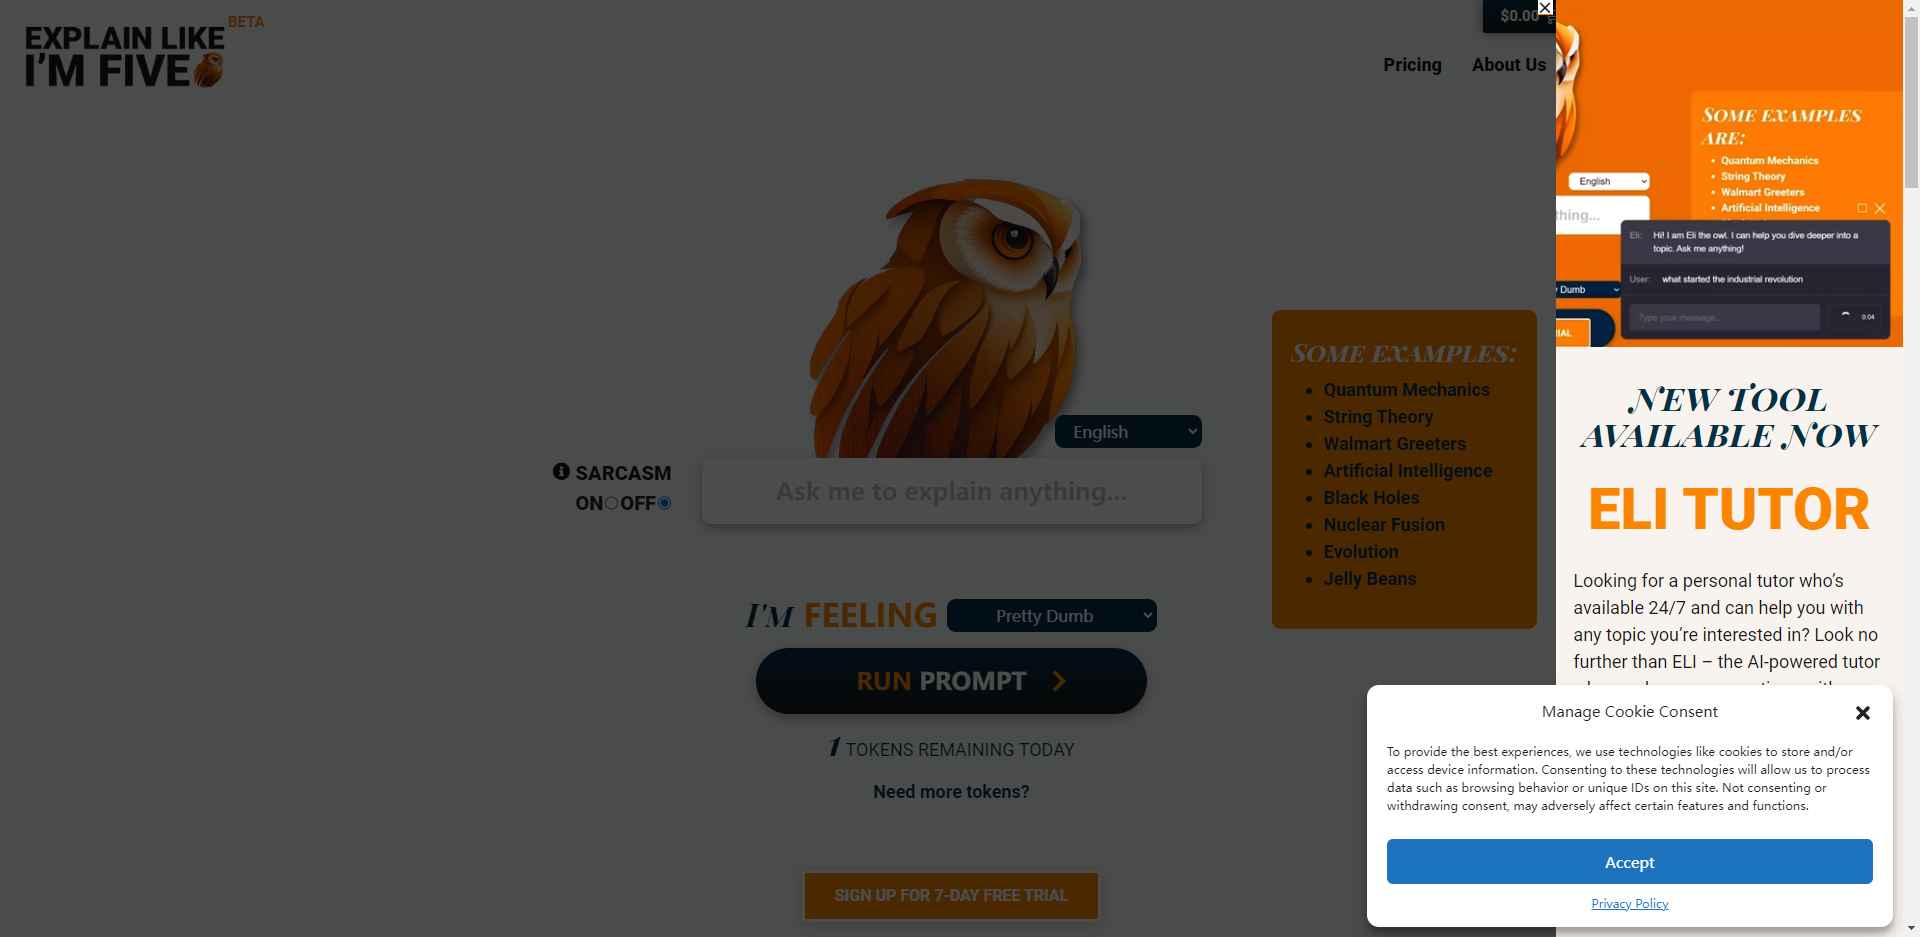 EXPLAIN LIKE
I'M FIVE
BETA
$0.00
Pricing
About Us
English
SARCASM
ON OFF
Ask me to explain anything...
I'M FEELING
Pretty Dumb
RUN PROMPT
1 TOKENS REMAINING TODAY
Need more tokens?
SIGN UP FOR 7-DAY FREE TRIAL
SOME EXAMPLES:
Quantum Mechanics
String Theory
Walmart Greeters
Artificial Intelligence
Black Holes
Nuclear Fusion
Evolution
Jelly Beans
SOME EXAMPLES
ARE:
Quantum Mechanics
String Theory
Walmart Greeters
Artificial Intelligence
English
thing...
Eli: Hi! I am Eli the owl. I can help you dive deeper into a
topic. Ask me anything!
User: what started the industrial revolution
Type your message...
0:04
Dumb
IAL
NEW TOOL
AVAILABLE NOW
ELI TUTOR
Looking for a personal tutor who's
available 24/7 and can help you with
any topic you're interested in? Look no
further than ELI – the AI-powered tutor
Manage Cookie Consent
To provide the best experiences, we use technologies like cookies to store and/or
access device information. Consenting to these technologies will allow us to process
data such as browsing behavior or unique IDs on this site. Not consenting or
withdrawing consent, may adversely affect certain features and functions.
Accept
Privacy Policy